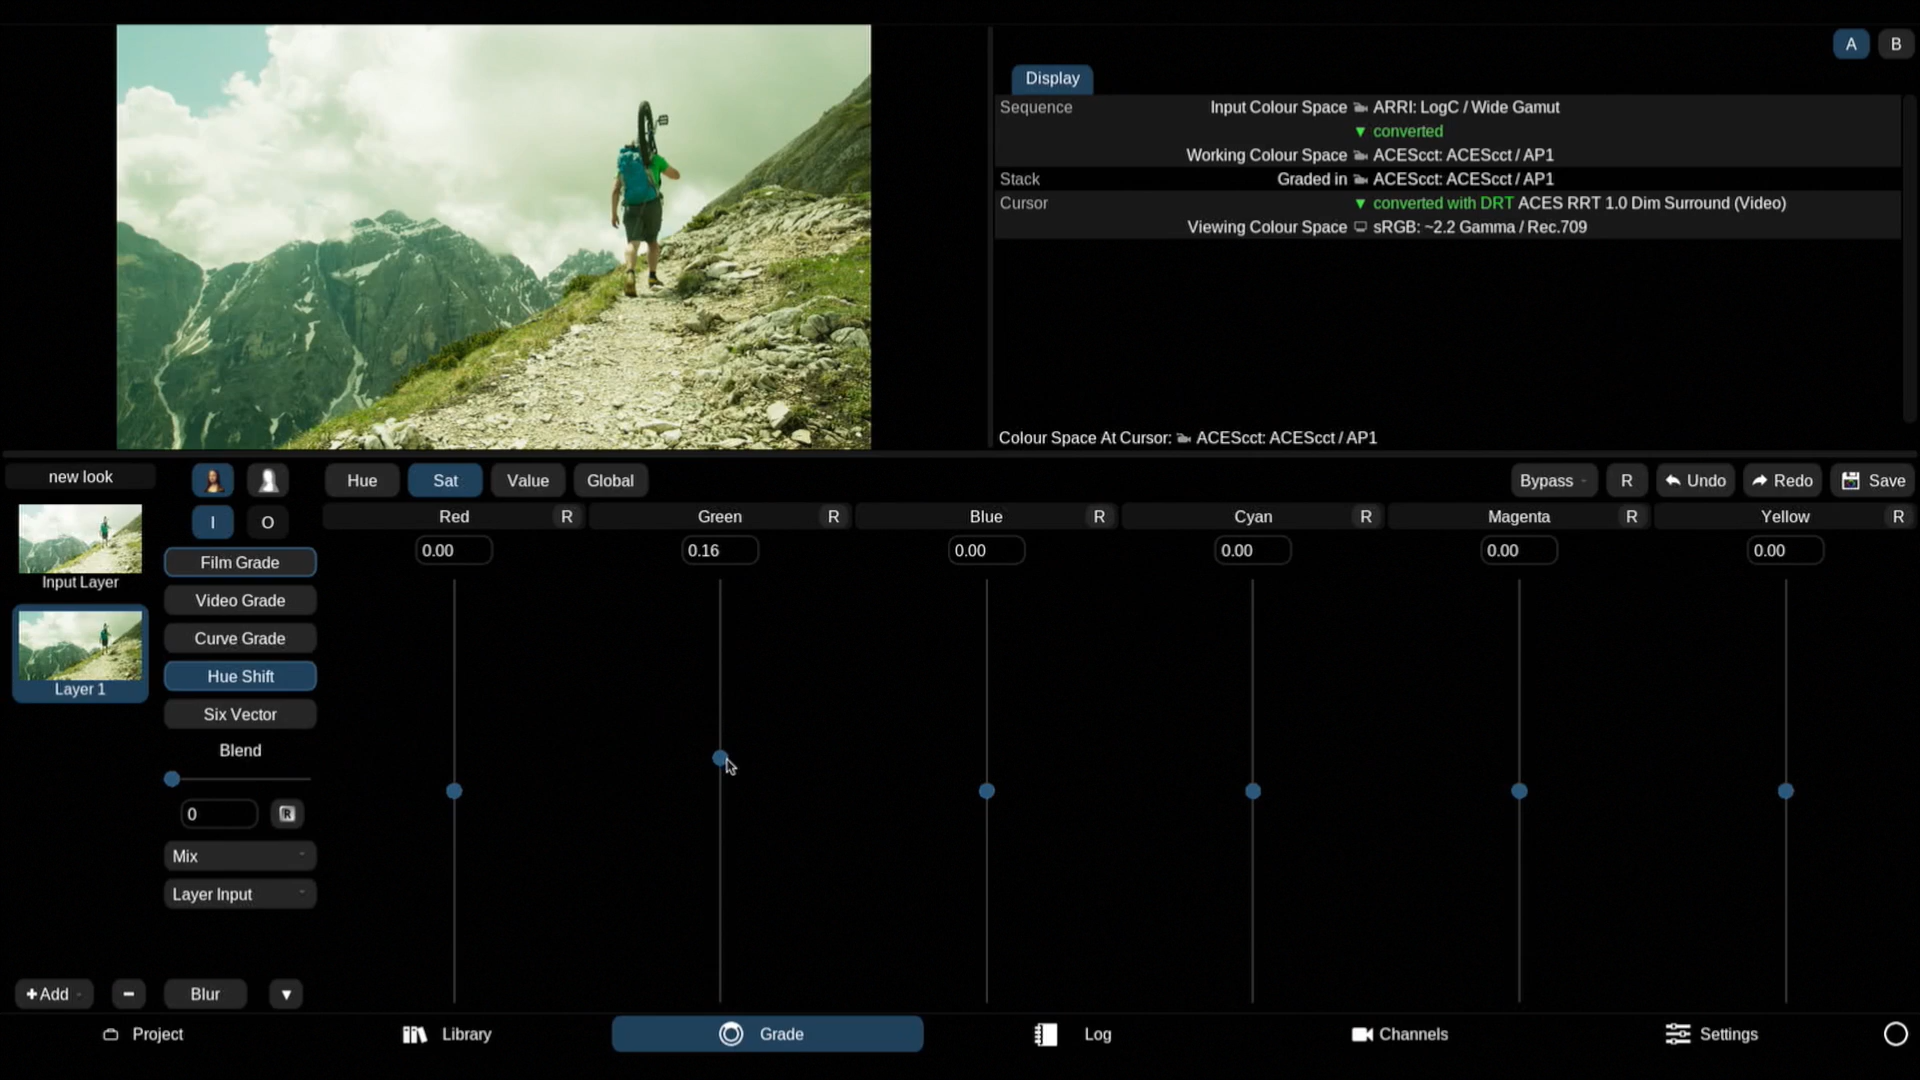 A B
Display
Sequence Input Colour Space ARRI: LogC / Wide Gamut
▼ converted
Working Colour Space ACEScct: ACEScct / AP1
Stack Graded in ACEScct: ACEScct / AP1
Cursor ▼ converted with DRT ACES RRT 1.0 Dim Surround (Video)
Viewing Colour Space sRGB: ~2.2 Gamma / Rec.709
Colour Space At Cursor: ACEScct: ACEScct / AP1
new look
Input Layer
Layer 1
+Add
−
I O
Film Grade
Video Grade
Curve Grade
Hue Shift
Six Vector
Blend
0 R
Mix
Layer Input
Blur ▼
Hue Sat Value Global
Bypass R Undo Redo Save
Red R Green R Blue R Cyan R Magenta R Yellow R
0.00 0.16 0.00 0.00 0.00 0.00
Project Library Grade Log Channels Settings